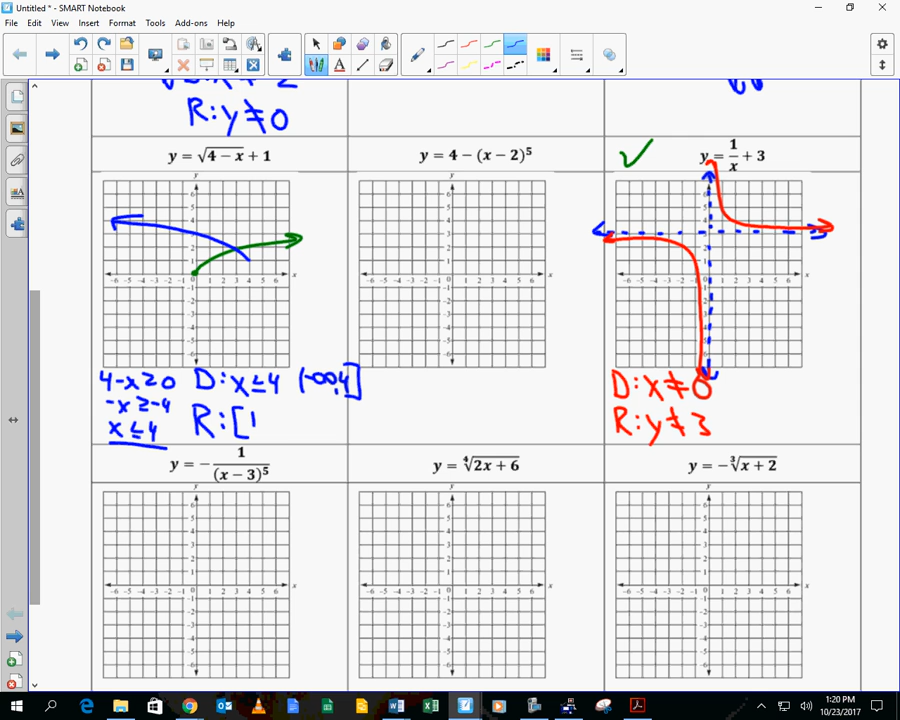 Untitled * - SMART Notebook
File Edit View Insert Format Tools Add-ons Help
R: y ≠ 0
y = √4 − x + 1
y = 4 − (x − 2)⁵
y = 1/x + 3
4-x ≥ 0 D: x ≤ 4 (-∞,4]
-x ≥ -4
x ≤ 4
R: [1
D: x ≠ 0
R: y ≠ 3
y = − 1/(x − 3)⁵
y = ⁴√2x + 6
y = −³√x + 2
1:20 PM
10/23/2017